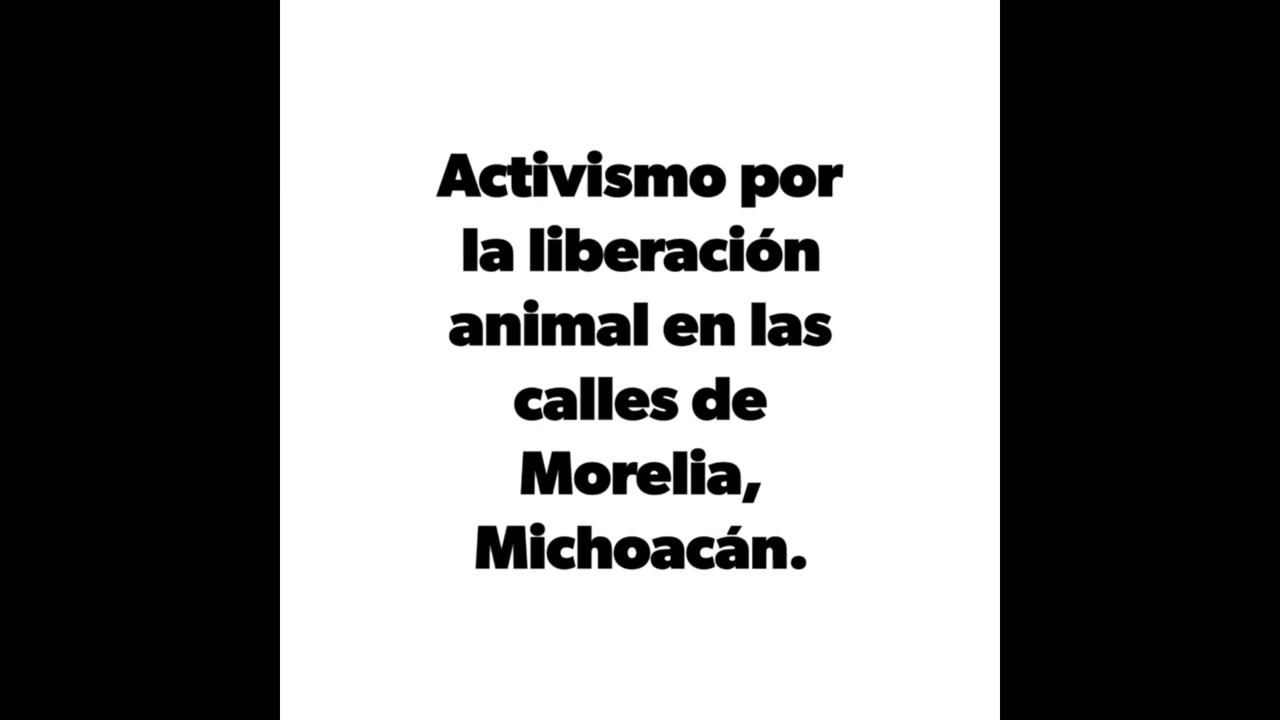 Activismo por
la liberación
animal en las
calles de
Morelia,
Michoacán.